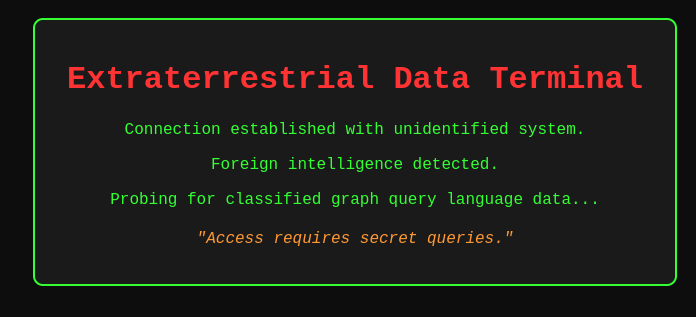 Extraterrestrial Data Terminal
Connection established with unidentified system.
Foreign intelligence detected.
Probing for classified graph query language data...
"Access requires secret queries."